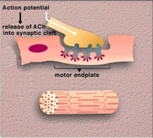 Action potential
release of ACh
into synaptic cleft
motor endplate